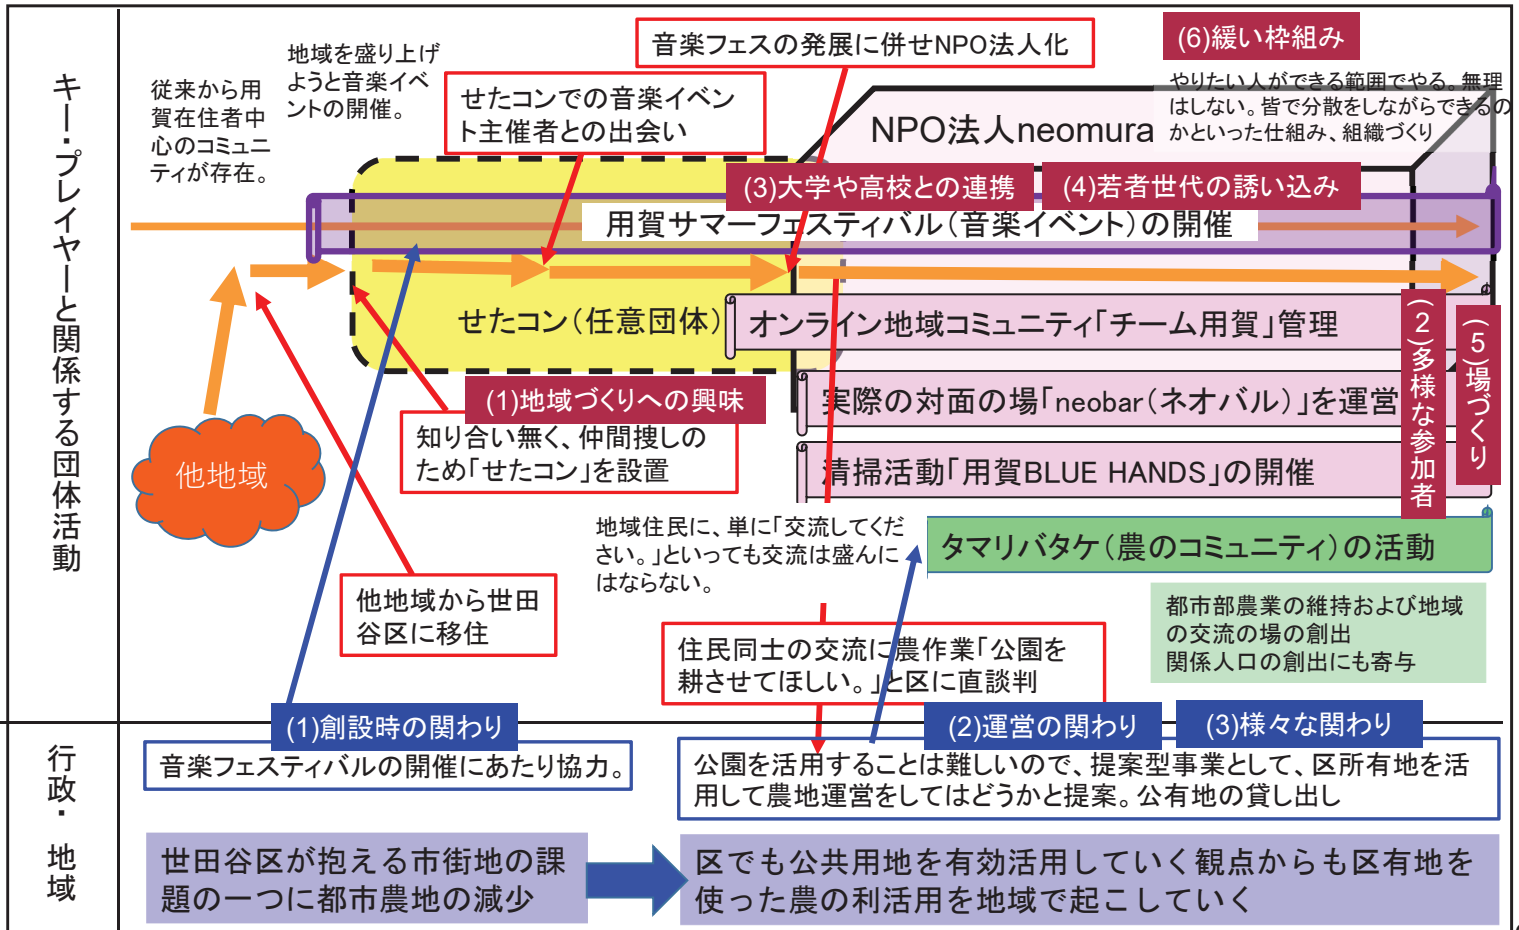 キー・プレイヤーと関係する団体活動
従来から用
賀在住者中
心のコミュニ
ティが存在。
地域を盛り上げ
ようと音楽イベ
ントの開催。
せたコンでの音楽イベン
ト主催者との出会い
音楽フェスの発展に併せNPO法人化
(6)緩い枠組み
やりたい人ができる範囲でやる。無理
はしない。皆で分散をしながらできるの
かといった仕組み、組織づくり
NPO法人neomura
(3)大学や高校との連携
(4)若者世代の誘い込み
用賀サマーフェスティバル（音楽イベント）の開催
せたコン（任意団体）
オンライン地域コミュニティ「チーム用賀」管理
(1)地域づくりへの興味
知り合い無く、仲間捜しの
ため「せたコン」を設置
実際の対面の場「neobar（ネオバル）」を運営
清掃活動「用賀BLUE HANDS」の開催
(2)多様な参加者
(5)場づくり
他地域
他地域から世田
谷区に移住
地域住民に、単に「交流してくだ
さい。」といっても交流は盛んに
はならない。
タマリバタケ（農のコミュニティ）の活動
都市部農業の維持および地域
の交流の場の創出
関係人口の創出にも寄与
住民同士の交流に農作業「公園を
耕させてほしい。」と区に直談判
行政・地域
(1)創設時の関わり
音楽フェスティバルの開催にあたり協力。
(2)運営の関わり
(3)様々な関わり
公園を活用することは難しいので、提案型事業として、区所有地を活
用して農地運営をしてはどうかと提案。公有地の貸し出し
世田谷区が抱える市街地の課
題の一つに都市農地の減少
区でも公共用地を有効活用していく観点からも区有地を
使った農の利活用を地域で起こしていく